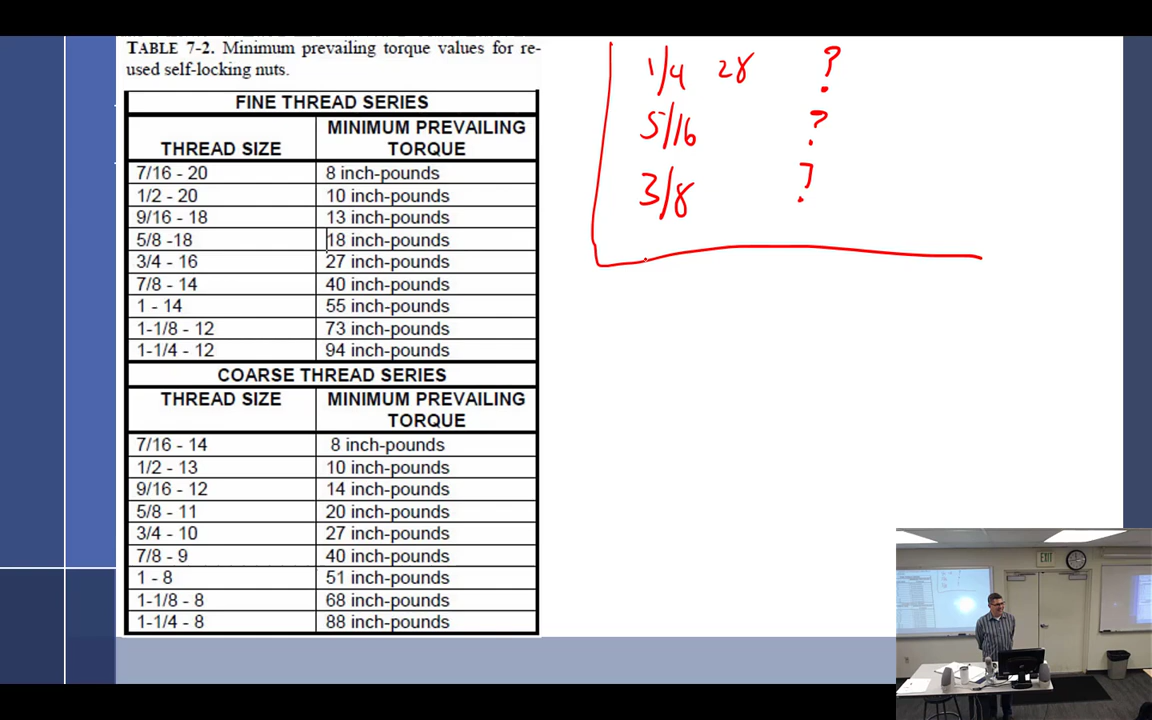 TABLE 7-2. Minimum prevailing torque values for re-
used self-locking nuts.
FINE THREAD SERIES
THREAD SIZE MINIMUM PREVAILING TORQUE
7/16 - 20 8 inch-pounds
1/2 - 20 10 inch-pounds
9/16 - 18 13 inch-pounds
5/8 -18 18 inch-pounds
3/4 - 16 27 inch-pounds
7/8 - 14 40 inch-pounds
1 - 14 55 inch-pounds
1-1/8 - 12 73 inch-pounds
1-1/4 - 12 94 inch-pounds
COARSE THREAD SERIES
THREAD SIZE MINIMUM PREVAILING TORQUE
7/16 - 14 8 inch-pounds
1/2 - 13 10 inch-pounds
9/16 - 12 14 inch-pounds
5/8 - 11 20 inch-pounds
3/4 - 10 27 inch-pounds
7/8 - 9 40 inch-pounds
1 - 8 51 inch-pounds
1-1/8 - 8 68 inch-pounds
1-1/4 - 8 88 inch-pounds
1/4 28 ?
5/16 ?
3/8 ?
EXIT